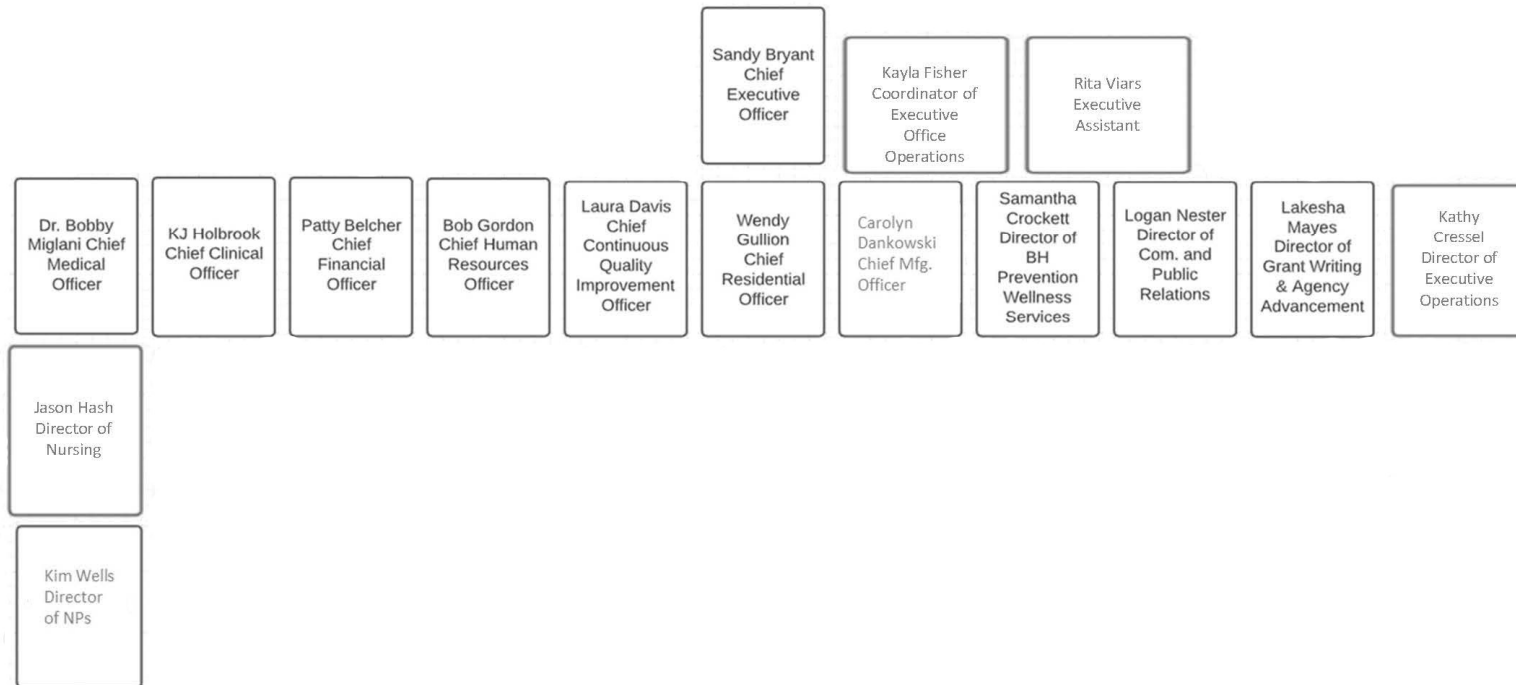 Sandy Bryant
Chief
Executive
Officer
Kayla Fisher
Coordinator of
Executive
Office
Operations
Rita Viars
Executive
Assistant
Dr. Bobby
Miglani Chief
Medical
Officer
KJ Holbrook
Chief Clinical
Officer
Patty Belcher
Chief
Financial
Officer
Bob Gordon
Chief Human
Resources
Officer
Laura Davis
Chief
Continuous
Quality
Improvement
Officer
Wendy
Gullion
Chief
Residential
Officer
Carolyn
Dankowski
Chief Mfg.
Officer
Samantha
Crockett
Director of
BH
Prevention
Wellness
Services
Logan Nester
Director of
Com. and
Public
Relations
Lakesha
Mayes
Director of
Grant Writing
& Agency
Advancement
Kathy
Cressel
Director of
Executive
Operations
Jason Hash
Director of
Nursing
Kim Wells
Director
of NPs